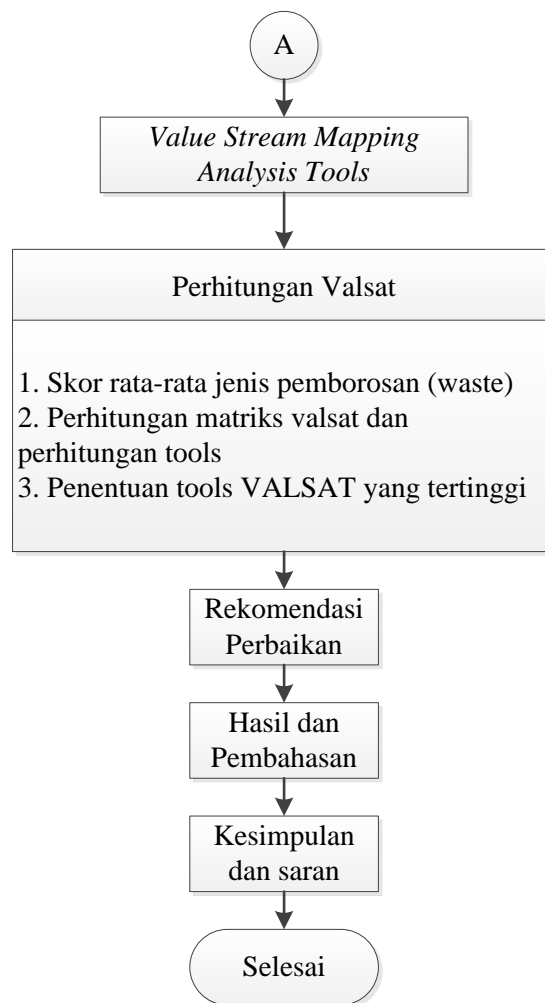 A
Value Stream Mapping
Analysis Tools
Perhitungan Valsat
1. Skor rata-rata jenis pemborosan (waste)
2. Perhitungan matriks valsat dan
perhitungan tools
3. Penentuan tools VALSAT yang tertinggi
Rekomendasi
Perbaikan
Hasil dan
Pembahasan
Kesimpulan
dan saran
Selesai